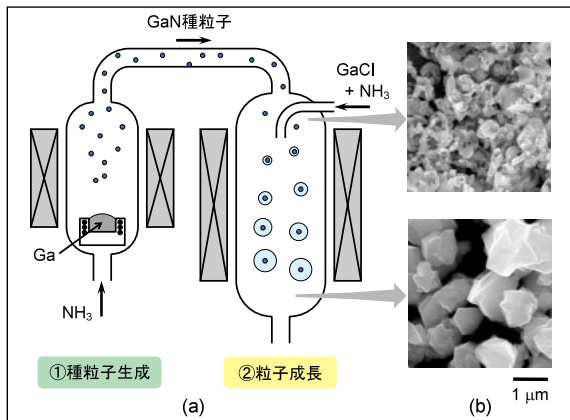 GaN種粒子
GaCl
+ NH3
Ga
NH3
①種粒子生成
②粒子成長
(a)
(b)
1 μm